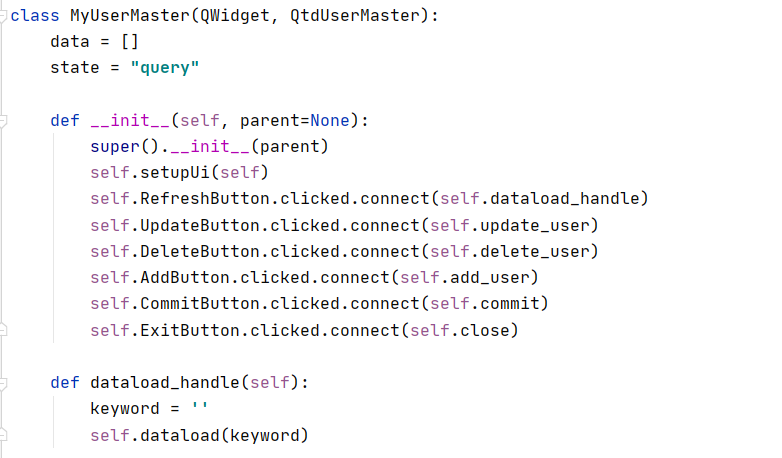 class MyUserMaster(QWidget, QtdUserMaster):
    data = []
    state = "query"
    def __init__(self, parent=None):
        super().__init__(parent)
        self.setupUi(self)
        self.RefreshButton.clicked.connect(self.dataload_handle)
        self.UpdateButton.clicked.connect(self.update_user)
        self.DeleteButton.clicked.connect(self.delete_user)
        self.AddButton.clicked.connect(self.add_user)
        self.CommitButton.clicked.connect(self.commit)
        self.ExitButton.clicked.connect(self.close)
    def dataload_handle(self):
        keyword = ''
        self.dataload(keyword)